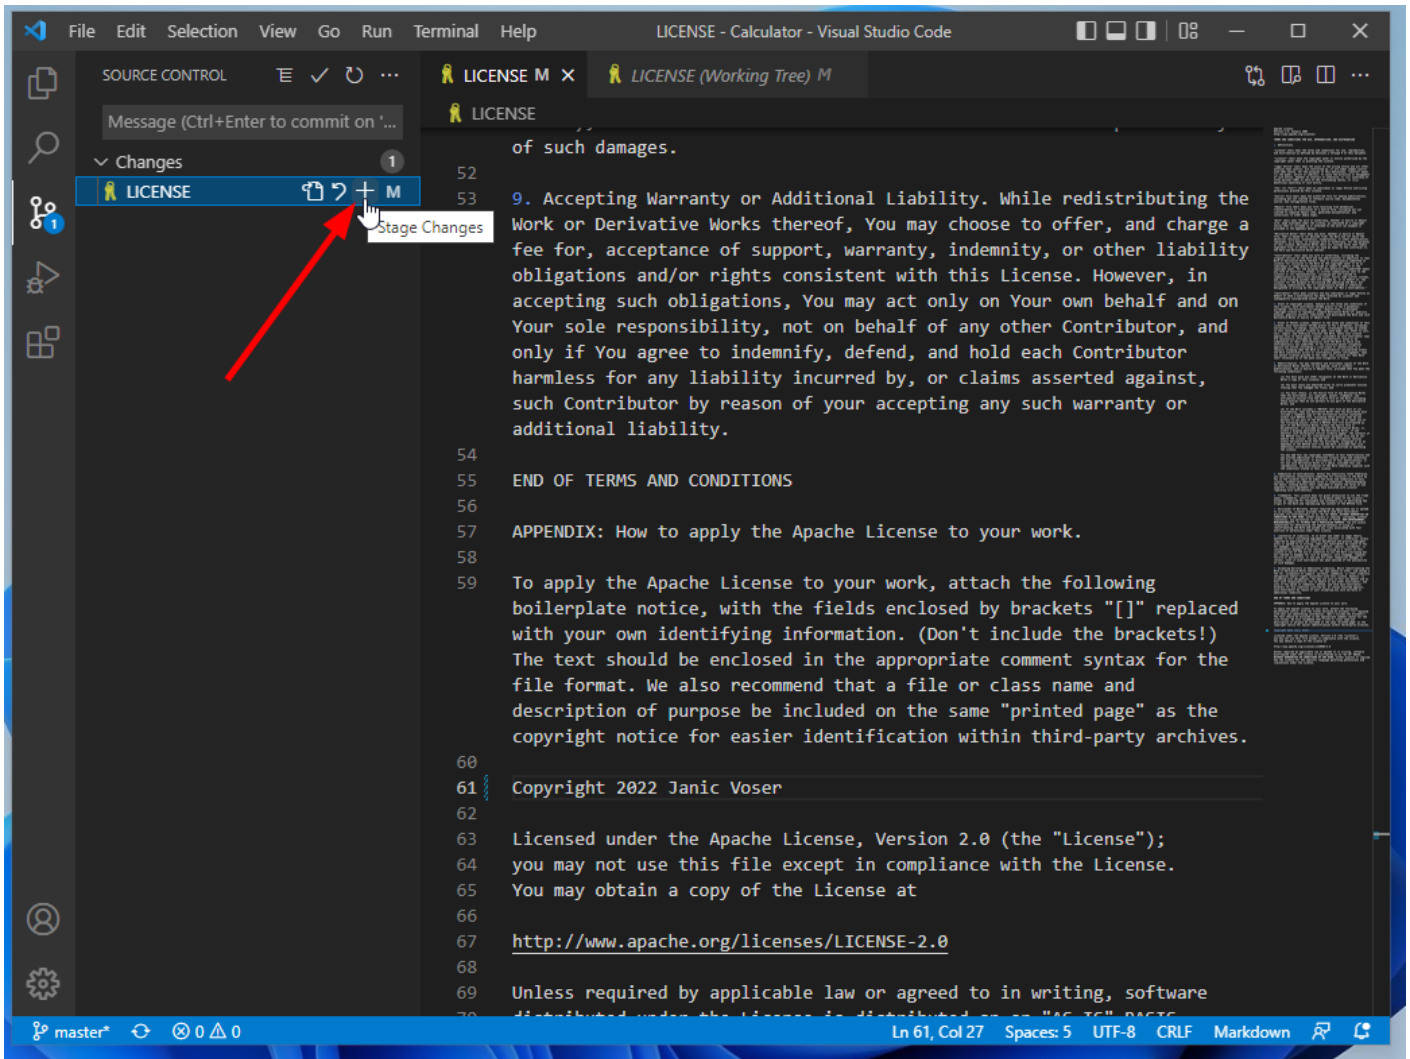 File Edit Selection View Go Run Terminal Help LICENSE - Calculator - Visual Studio Code
SOURCE CONTROL
LICENSE M
LICENSE (Working Tree) M
Message (Ctrl+Enter to commit on '...
LICENSE
Changes 1
LICENSE M
1
Stage Changes
of such damages.
52
53 9. Accepting Warranty or Additional Liability. While redistributing the
Work or Derivative Works thereof, You may choose to offer, and charge a
fee for, acceptance of support, warranty, indemnity, or other liability
obligations and/or rights consistent with this License. However, in
accepting such obligations, You may act only on Your own behalf and on
Your sole responsibility, not on behalf of any other Contributor, and
only if You agree to indemnify, defend, and hold each Contributor
harmless for any liability incurred by, or claims asserted against,
such Contributor by reason of your accepting any such warranty or
additional liability.
54
55 END OF TERMS AND CONDITIONS
56
57 APPENDIX: How to apply the Apache License to your work.
58
59 To apply the Apache License to your work, attach the following
boilerplate notice, with the fields enclosed by brackets "[]" replaced
with your own identifying information. (Don't include the brackets!)
The text should be enclosed in the appropriate comment syntax for the
file format. We also recommend that a file or class name and
description of purpose be included on the same "printed page" as the
copyright notice for easier identification within third-party archives.
60
61 Copyright 2022 Janic Voser
62
63 Licensed under the Apache License, Version 2.0 (the "License");
64 you may not use this file except in compliance with the License.
65 You may obtain a copy of the License at
66
67 http://www.apache.org/licenses/LICENSE-2.0
68
69 Unless required by applicable law or agreed to in writing, software
master* 0 0 Ln 61, Col 27 Spaces: 5 UTF-8 CRLF Markdown